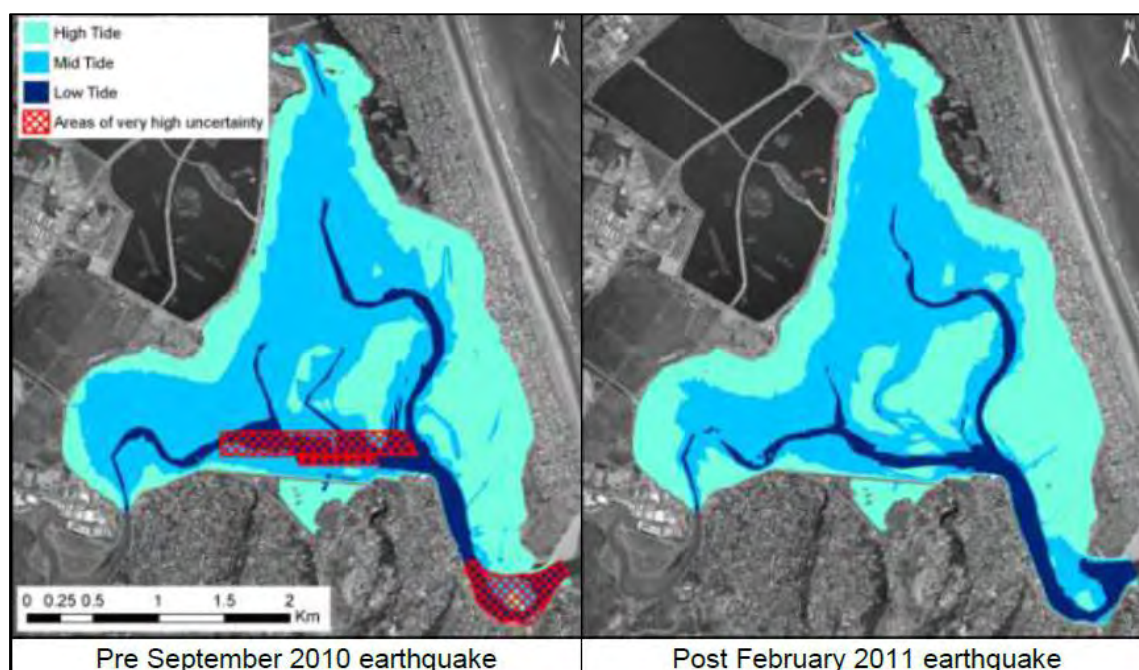 High Tide
Mid Tide
Low Tide
Areas of very high uncertainty
N
N
0 0.25 0.5 1 1.5 2
Km
Pre September 2010 earthquake
Post February 2011 earthquake